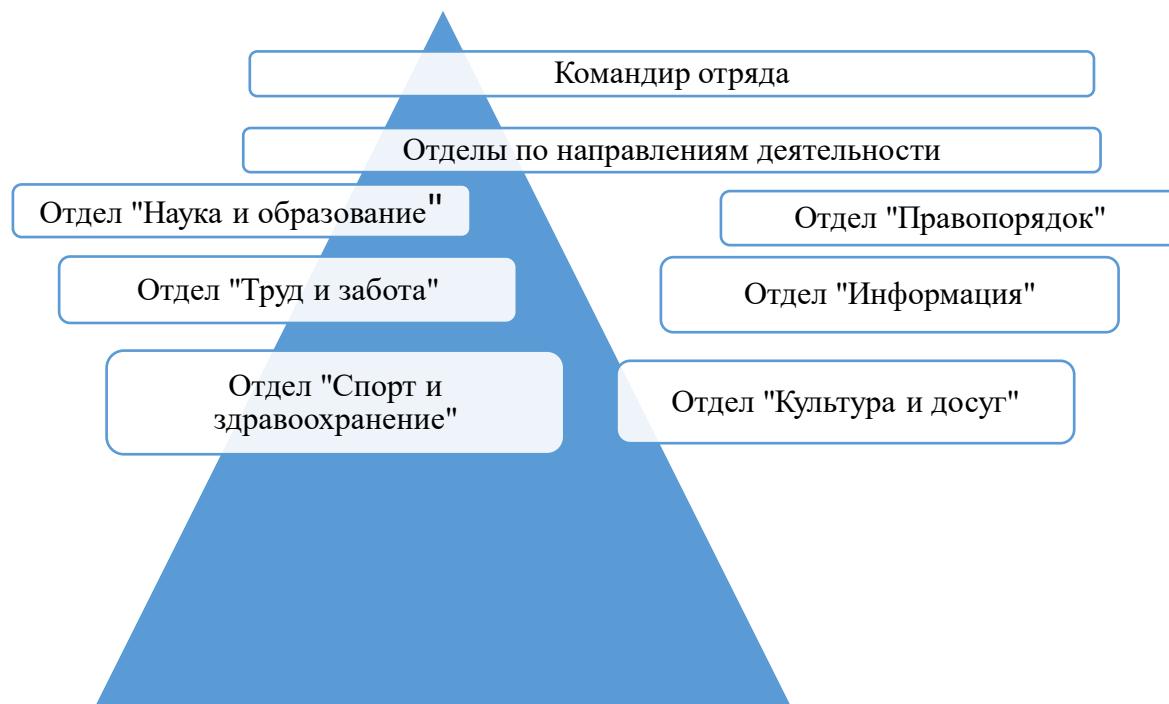 Командир отряда
Отделы по направлениям деятельности
Отдел "Наука и образование"
Отдел "Правопорядок"
Отдел "Труд и забота"
Отдел "Информация"
Отдел "Спорт и
здравоохранение"
Отдел "Культура и досуг"